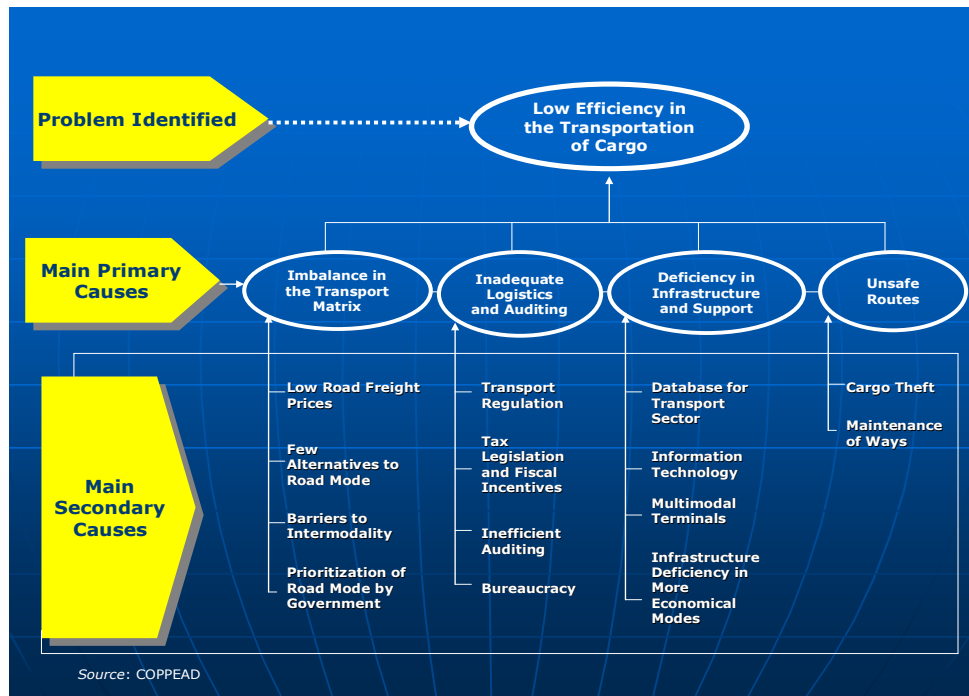 Problem Identified
Low Efficiency in
the Transportation
of Cargo
Main Primary
Causes
Imbalance in
the Transport
Matrix
Inadequate
Logistics
and Auditing
Deficiency in
Infrastructure
and Support
Unsafe
Routes
Main
Secondary
Causes
Low Road Freight
Prices
Few
Alternatives to
Road Mode
Barriers to
Intermodality
Prioritization of
Road Mode by
Government
Transport
Regulation
Tax
Legislation
and Fiscal
Incentives
Inefficient
Auditing
Bureaucracy
Database for
Transport
Sector
Information
Technology
Multimodal
Terminals
Infrastructure
Deficiency in
More
Economical
Modes
Cargo Theft
Maintenance
of Ways
Source: COPPEAD